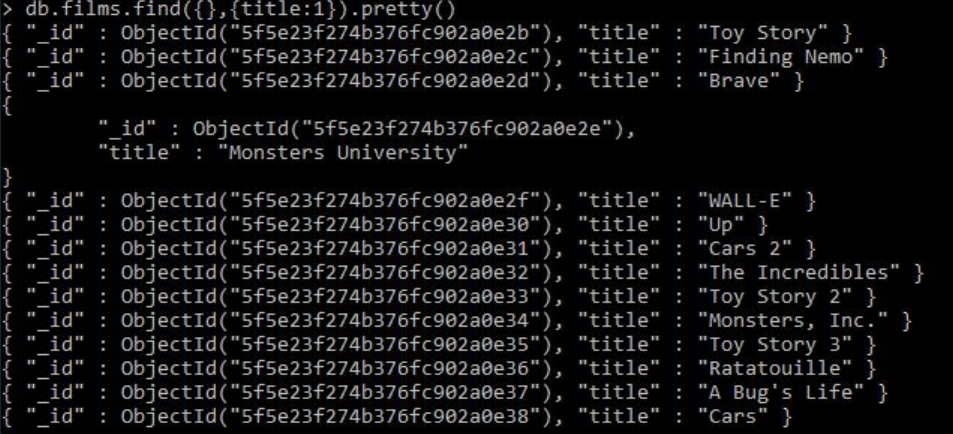 > db.films.find({},{title:1}).pretty()
{ "_id" : ObjectId("5f5e23f274b376fc902a0e2b"), "title" : "Toy Story" }
{ "_id" : ObjectId("5f5e23f274b376fc902a0e2c"), "title" : "Finding Nemo" }
{ "_id" : ObjectId("5f5e23f274b376fc902a0e2d"), "title" : "Brave" }
{
        "_id" : ObjectId("5f5e23f274b376fc902a0e2e"),
        "title" : "Monsters University"
}
{ "_id" : ObjectId("5f5e23f274b376fc902a0e2f"), "title" : "WALL-E" }
{ "_id" : ObjectId("5f5e23f274b376fc902a0e30"), "title" : "Up" }
{ "_id" : ObjectId("5f5e23f274b376fc902a0e31"), "title" : "Cars 2" }
{ "_id" : ObjectId("5f5e23f274b376fc902a0e32"), "title" : "The Incredibles" }
{ "_id" : ObjectId("5f5e23f274b376fc902a0e33"), "title" : "Toy Story 2" }
{ "_id" : ObjectId("5f5e23f274b376fc902a0e34"), "title" : "Monsters, Inc." }
{ "_id" : ObjectId("5f5e23f274b376fc902a0e35"), "title" : "Toy Story 3" }
{ "_id" : ObjectId("5f5e23f274b376fc902a0e36"), "title" : "Ratatouille" }
{ "_id" : ObjectId("5f5e23f274b376fc902a0e37"), "title" : "A Bug's Life" }
{ "_id" : ObjectId("5f5e23f274b376fc902a0e38"), "title" : "Cars" }